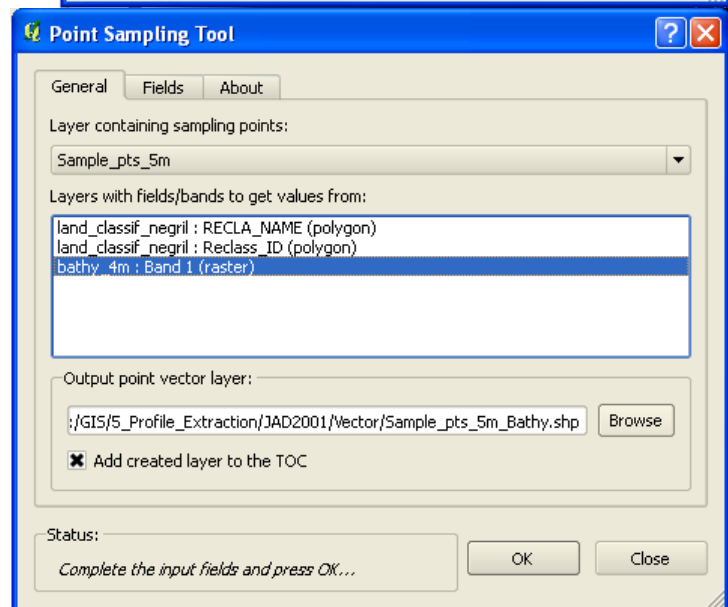 Point Sampling Tool
General Fields About
Layer containing sampling points:
Sample_pts_5m
Layers with fields/bands to get values from:
land_classif_negril : RECLA_NAME (polygon)
land_classif_negril : Reclass_ID (polygon)
bathy_4m : Band 1 (raster)
Output point vector layer:
:/GIS/5_Profile_Extraction/JAD2001/Vector/Sample_pts_5m_Bathy.shp Browse
Add created layer to the TOC
Status:
Complete the input fields and press OK... OK Close